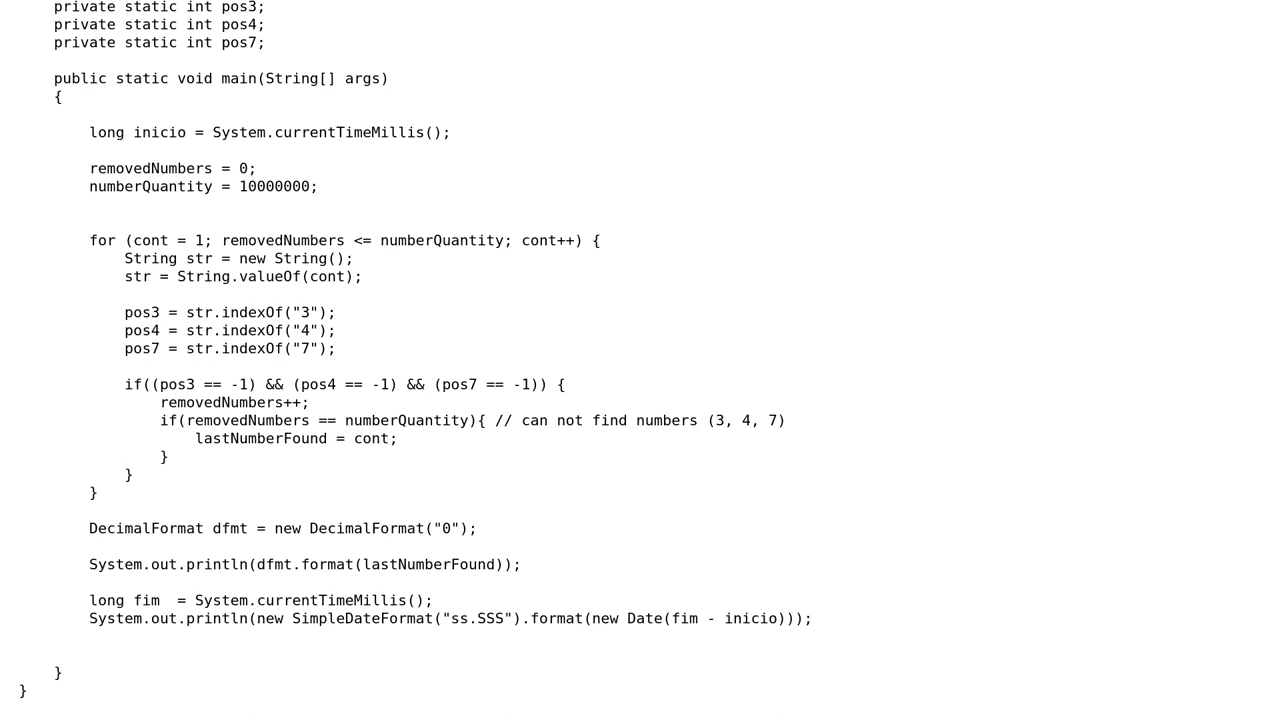 private static int pos3;
private static int pos4;
private static int pos7;
public static void main(String[] args)
{
long inicio = System.currentTimeMillis();
removedNumbers = 0;
numberQuantity = 10000000;
for (cont = 1; removedNumbers <= numberQuantity; cont++) {
String str = new String();
str = String.valueOf(cont);
pos3 = str.indexOf("3");
pos4 = str.indexOf("4");
pos7 = str.indexOf("7");
if((pos3 == -1) && (pos4 == -1) && (pos7 == -1)) {
removedNumbers++;
if(removedNumbers == numberQuantity){ // can not find numbers (3, 4, 7)
lastNumberFound = cont;
}
}
}
DecimalFormat dfmt = new DecimalFormat("0");
System.out.println(dfmt.format(lastNumberFound));
long fim  = System.currentTimeMillis();
System.out.println(new SimpleDateFormat("ss.SSS").format(new Date(fim - inicio)));
}
}